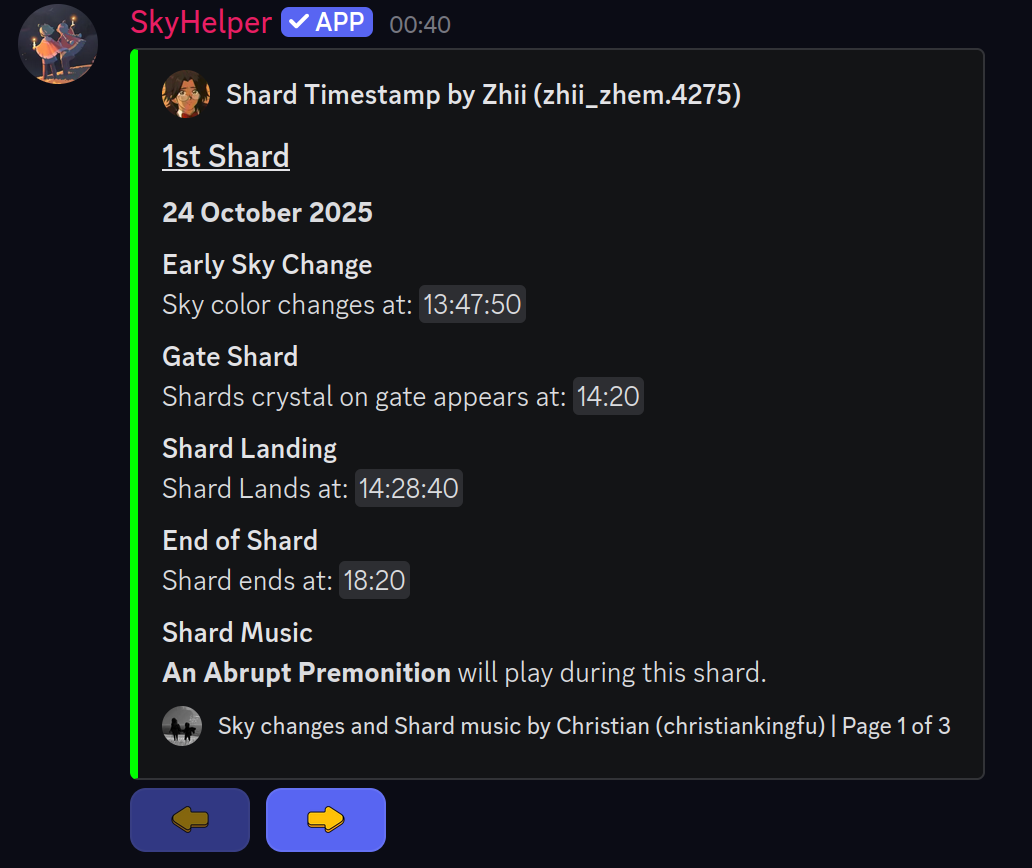 SkyHelper APP 00:40
Shard Timestamp by Zhii (zhii_zhem.4275)
1st Shard
24 October 2025
Early Sky Change
Sky color changes at: 13:47:50
Gate Shard
Shards crystal on gate appears at: 14:20
Shard Landing
Shard Lands at: 14:28:40
End of Shard
Shard ends at: 18:20
Shard Music
An Abrupt Premonition will play during this shard.
Sky changes and Shard music by Christian (christiankingfu) | Page 1 of 3